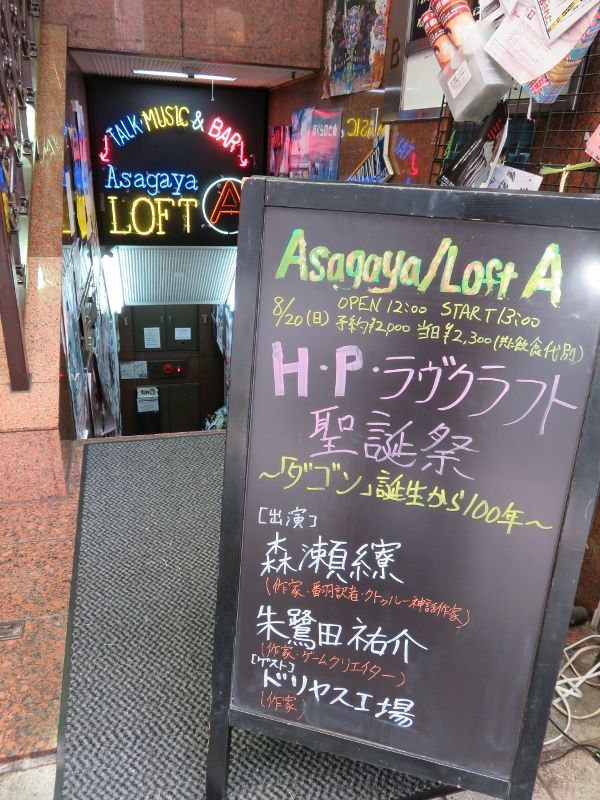 TALK・MUSIC & BAR
Asagaya
LOFT A
Asagaya/Loft A
OPEN 12:00 START 13:00
8/20(日) 予約¥2,000 当日¥2,300(共に飲食代別)
H・P・ラヴクラフト
聖誕祭
〜「ダゴン」誕生から100年〜
[出演]
森瀬繚
(作家・翻訳者・クトゥルー神話作家)
朱鷺田祐介
(作家・ゲームクリエイター)
[ゲスト]
ドリヤス工場
(作家)